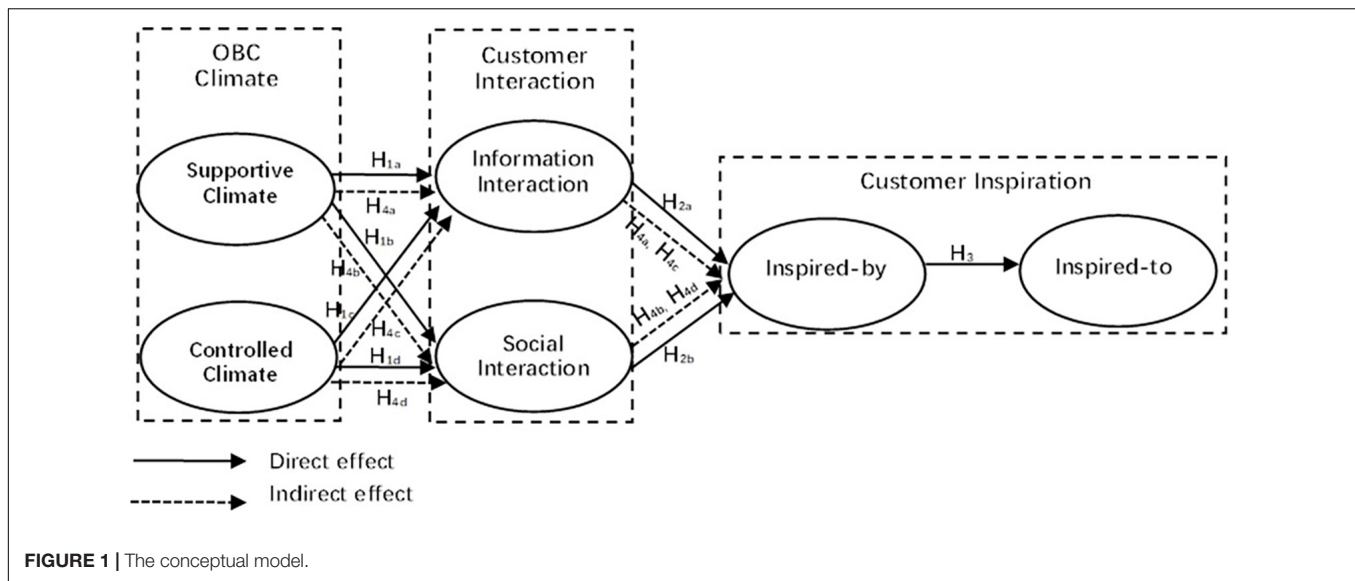 OBC
Climate
Customer
Interaction
Supportive
Climate
H1a
H4a
Information
Interaction
H1b
H4b
H2a
H4a, H4c
Customer Inspiration
Inspired-by
H3
Inspired-to
H1c
H4c
H4b, H4d
H2b
Controlled
Climate
H1d
H4d
Social
Interaction
Direct effect
Indirect effect
FIGURE 1 | The conceptual model.